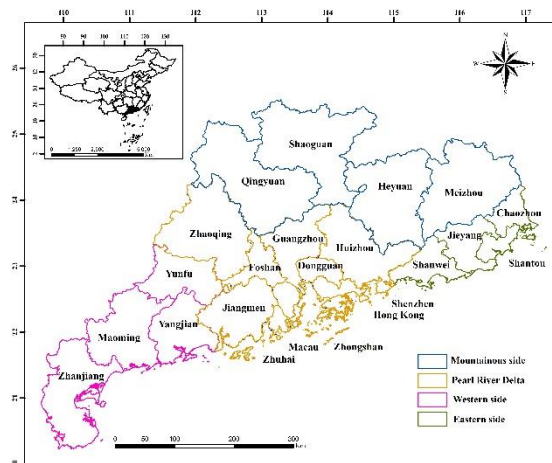 110 111 112 113 114 115 116 117
N
W E
S
Shaoguan
Qingyuan
Heyuan
Meizhou
Chaozhou
Zhaoqing
Guangzhou
Huizhou
Jieyang
Yunfu
Foshan
Dongguan
Shanwei
Shantou
Jiangmen
Shenzhen
Hong Kong
Yangjian
Maoming
Macau
Zhongshan
Zhuhai
Zhanjiang
Mountainous side
Pearl River Delta
Western side
Eastern side
0 50 100 200 300